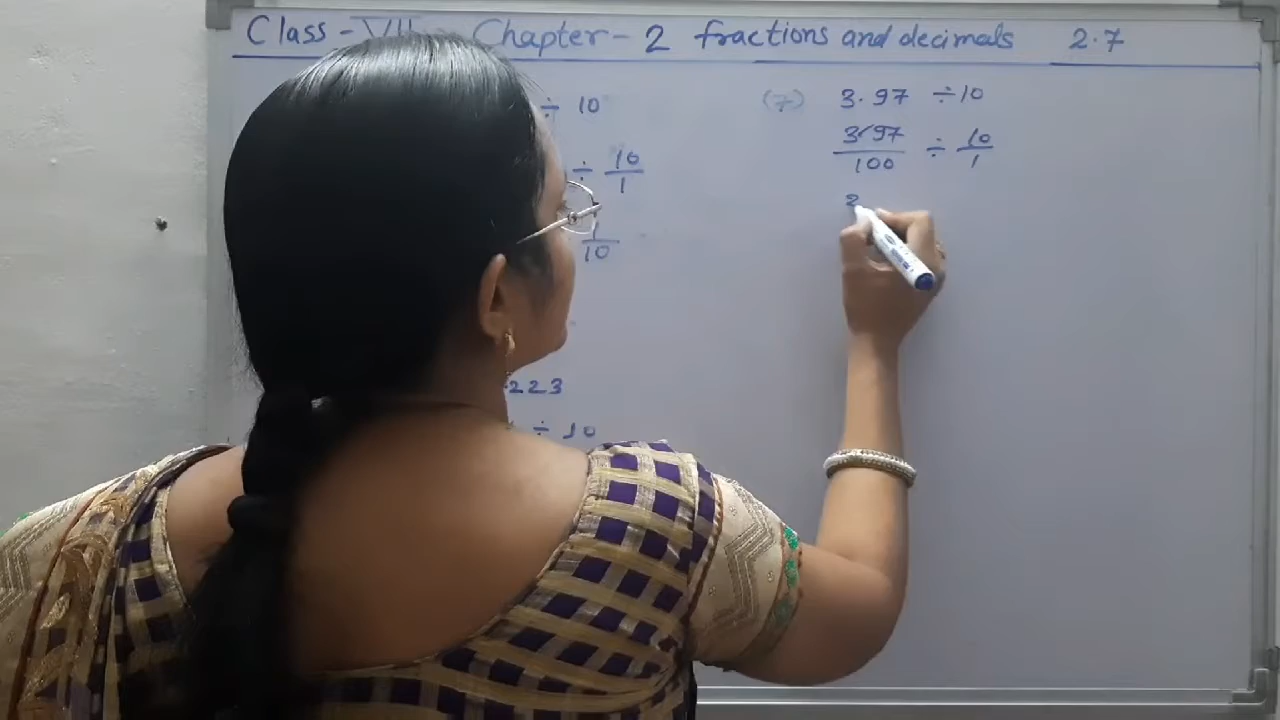 Class - VII Chapter - 2 fractions and decimals 2.7
÷ 10
÷ 10/1
1/10
.223
÷ 10
(7) 3.97 ÷ 10
397/100 ÷ 10/1